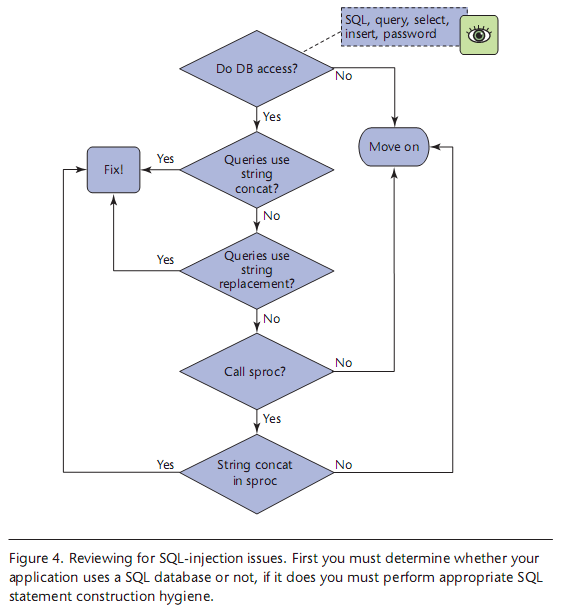 SQL, query, select,
insert, password
Do DB access?
No
Yes
Move on
Yes
Fix!
Queries use
string
concat?
No
Yes
Queries use
string
replacement?
No
Call sproc?
No
Yes
Yes
String concat
in sproc
No
Figure 4. Reviewing for SQL-injection issues. First you must determine whether your
application uses a SQL database or not, if it does you must perform appropriate SQL
statement construction hygiene.